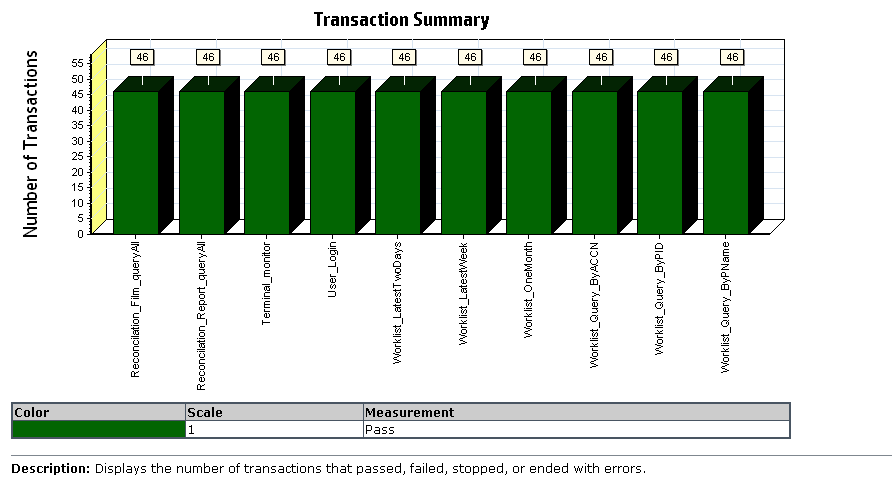 Transaction Summary
46 46 46 46 46 46 46 46 46 46
Number of Transactions
55
50
45
40
35
30
25
20
15
10
5
0
Reconcilation_Film_queryAll
Reconcilation_Report_queryAll
Terminal_monitor
User_Login
Worklist_LatestTwoDays
Worklist_LatestWeek
Worklist_OneMonth
Worklist_Query_ByACCN
Worklist_Query_ByPID
Worklist_Query_ByPName
Color Scale Measurement
1 Pass
Description: Displays the number of transactions that passed, failed, stopped, or ended with errors.